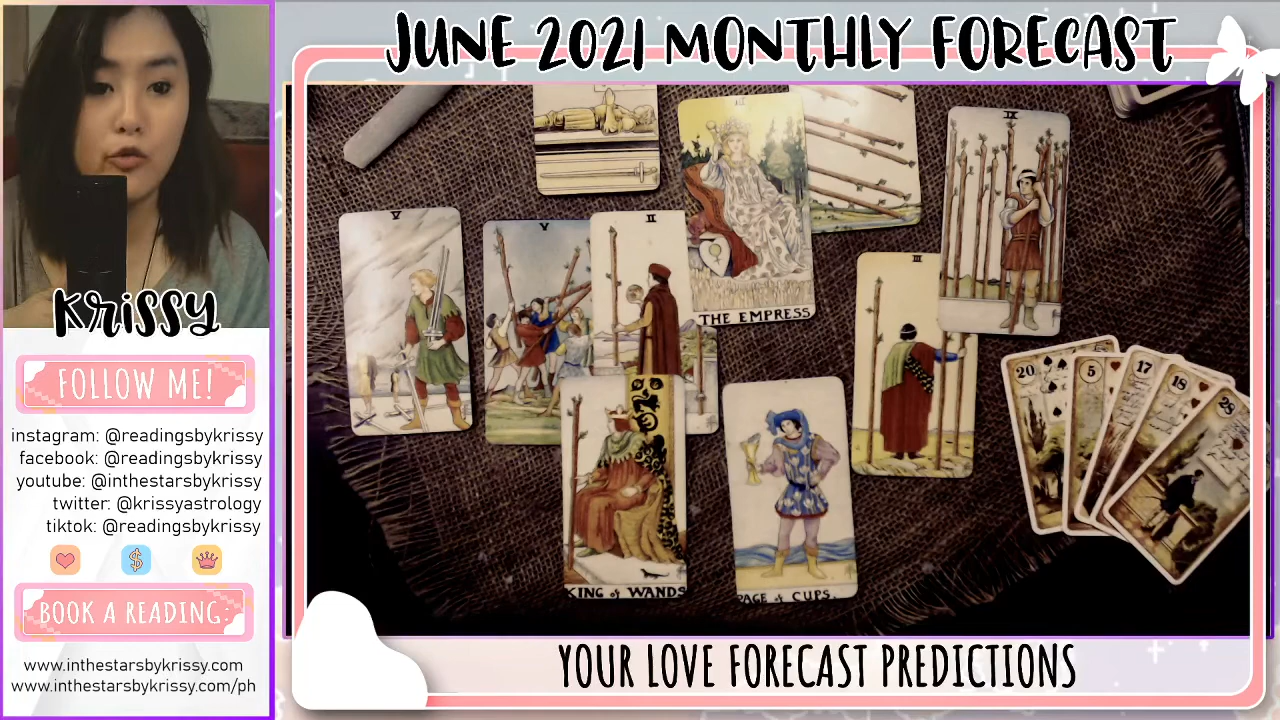 JUNE 2021 MONTHLY FORECAST
KRISSY
FOLLOW ME!
instagram: @readingsbykrissy
facebook: @readingsbykrissy
youtube: @inthestarsbykrissy
twitter: @krissyastrology
tiktok: @readingsbykrissy
$
BOOK A READING:
www.inthestarsbykrissy.com
www.inthestarsbykrissy.com/ph
III
THE EMPRESS
IX
V
V
II
III
KING of WANDS
PAGE of CUPS.
20
5
17
18
28
YOUR LOVE FORECAST PREDICTIONS